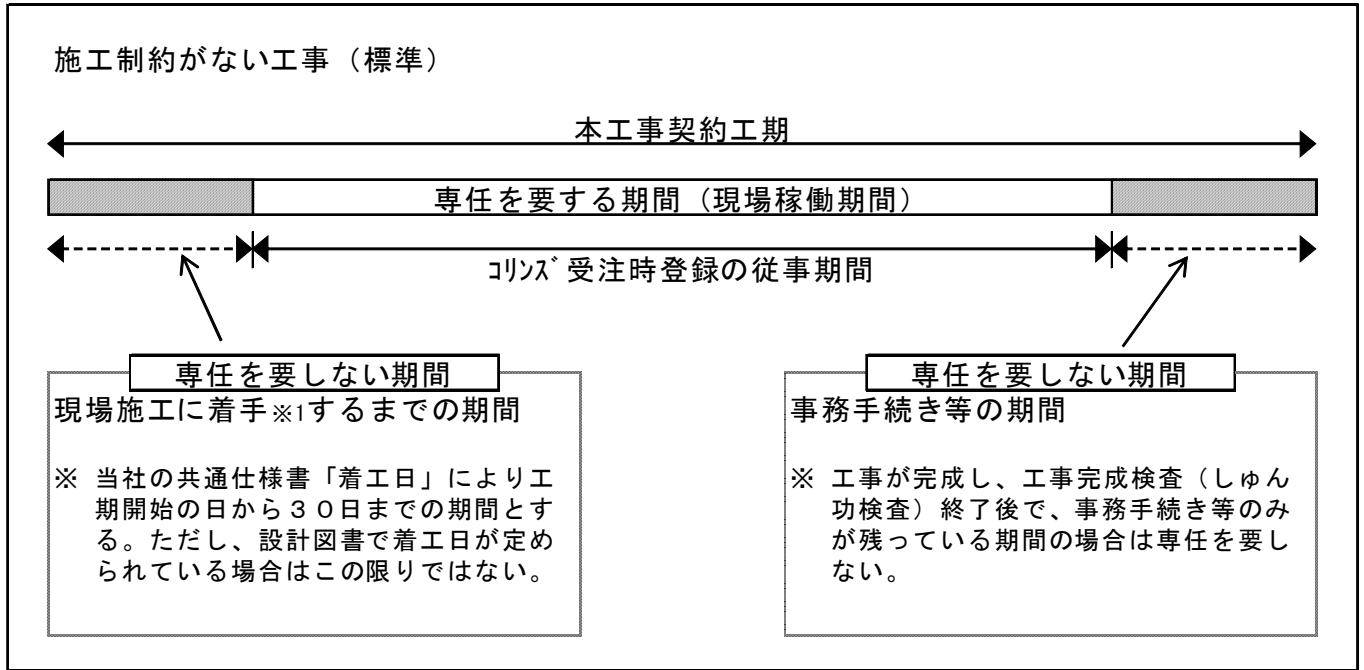 施工制約がない工事（標準）
本工事契約工期
専任を要する期間（現場稼働期間）
ｺﾘﾝｽﾞ受注時登録の従事期間
専任を要しない期間
現場施工に着手※1するまでの期間
※ 当社の共通仕様書「着工日」により工
期開始の日から３０日までの期間とす
る。ただし、設計図書で着工日が定め
られている場合はこの限りではない。
専任を要しない期間
事務手続き等の期間
※ 工事が完成し、工事完成検査（しゅん
功検査）終了後で、事務手続き等のみ
が残っている期間の場合は専任を要し
ない。